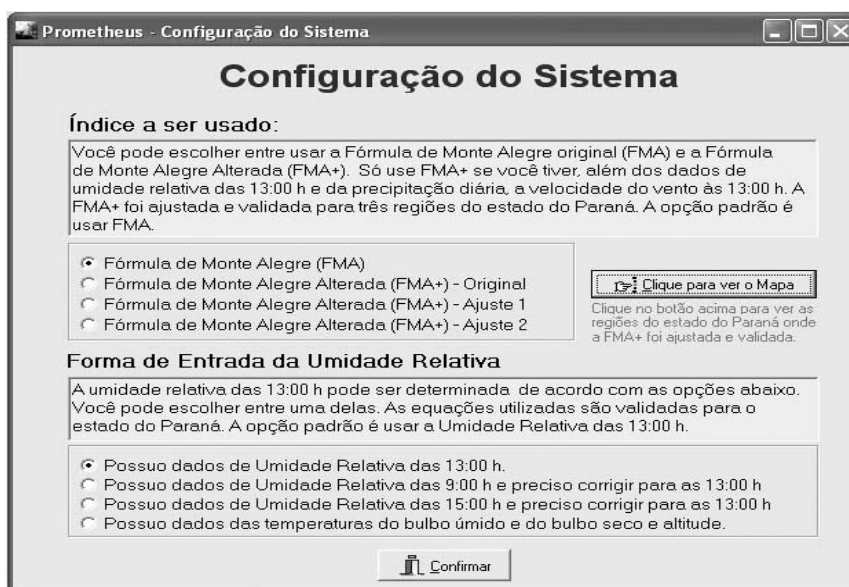 Prometheus - Configuração do Sistema
Configuração do Sistema
Índice a ser usado:
Você pode escolher entre usar a Fórmula de Monte Alegre original (FMA) e a Fórmula
de Monte Alegre Alterada (FMA+). Só use FMA+ se você tiver, além dos dados de
umidade relativa das 13:00 h e da precipitação diária, a velocidade do vento às 13:00 h. A
FMA+ foi ajustada e validada para três regiões do estado do Paraná. A opção padrão é
usar FMA.
Fórmula de Monte Alegre (FMA)
Fórmula de Monte Alegre Alterada (FMA+) - Original
Fórmula de Monte Alegre Alterada (FMA+) - Ajuste 1
Fórmula de Monte Alegre Alterada (FMA+) - Ajuste 2
Clique para ver o Mapa
Clique no botão acima para ver as
regiões do estado do Paraná onde
a FMA+ foi ajustada e validada.
Forma de Entrada da Umidade Relativa
A umidade relativa das 13:00 h pode ser determinada de acordo com as opções abaixo.
Você pode escolher entre uma delas. As equações utilizadas são validadas para o
estado do Paraná. A opção padrão é usar a Umidade Relativa das 13:00 h.
Possuo dados de Umidade Relativa das 13:00 h.
Possuo dados de Umidade Relativa das 9:00 h e preciso corrigir para as 13:00 h
Possuo dados de Umidade Relativa das 15:00 h e preciso corrigir para as 13:00 h
Possuo dados das temperaturas do bulbo úmido e do bulbo seco e altitude.
Confirmar